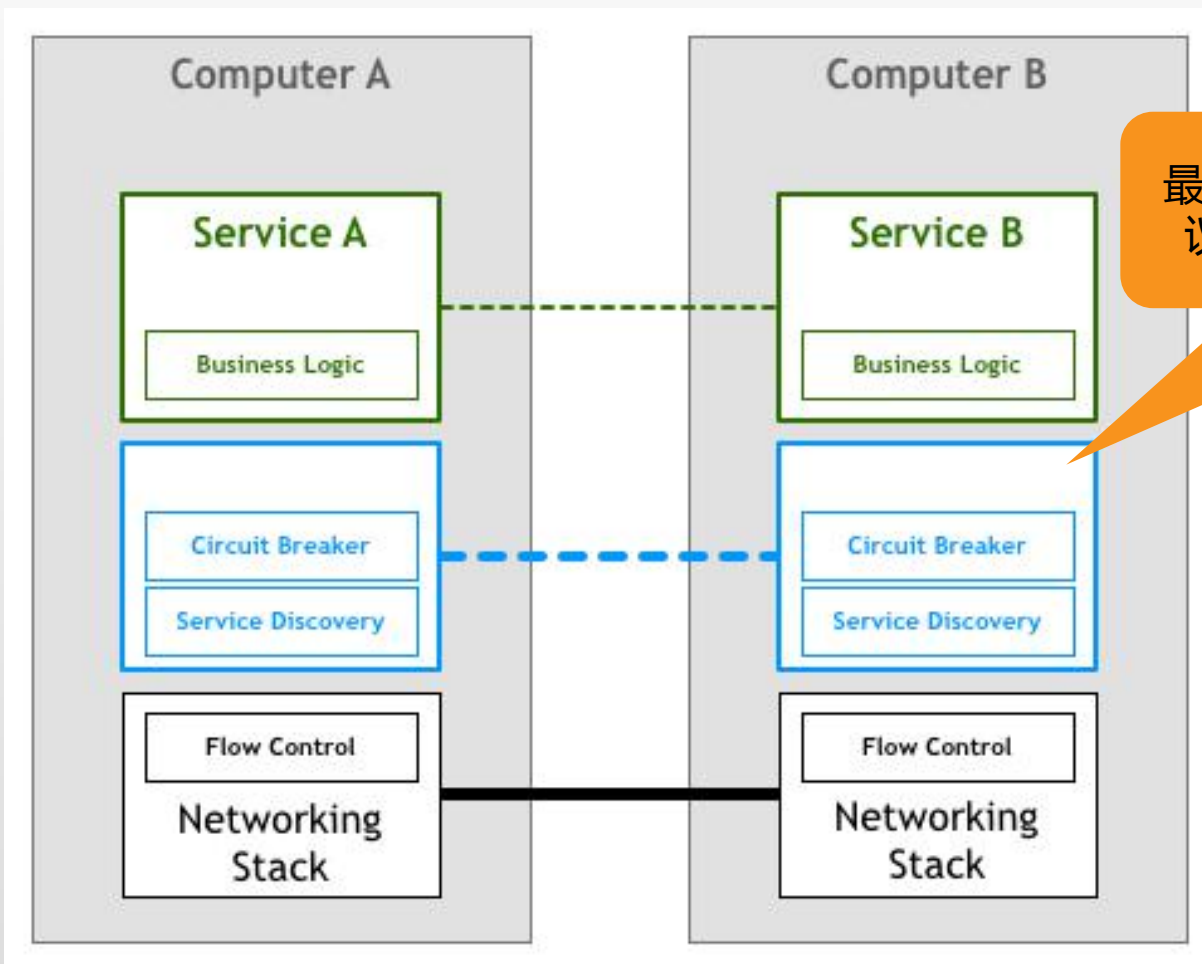 Computer A
Service A
Business Logic
Circuit Breaker
Service Discovery
Flow Control
Networking
Stack
Computer B
Service B
Business Logic
Circuit Breaker
Service Discovery
Flow Control
Networking
Stack
最